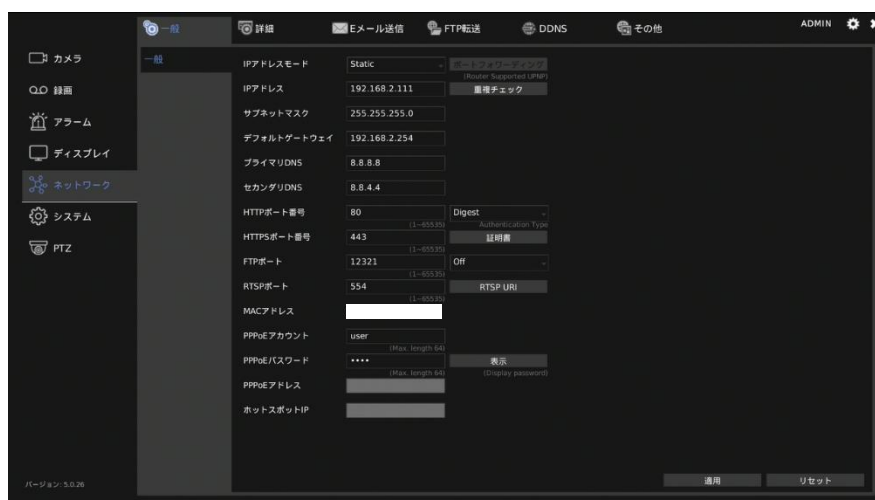 一般 詳細 Eメール送信 FTP転送 DDNS その他 ADMIN
カメラ
録画
アラーム
ディスプレイ
ネットワーク
システム
PTZ
一般
IPアドレスモード Static ポートフォワーディング
(Router Supported UPNP)
IPアドレス 192.168.2.111 重複チェック
サブネットマスク 255.255.255.0
デフォルトゲートウェイ 192.168.2.254
プライマリDNS 8.8.8.8
セカンダリDNS 8.8.4.4
HTTPポート番号 80 Digest
(1~65535) Authentication Type
HTTPSポート番号 443 証明書
(1~65535)
FTPポート 12321 Off
(1~65535)
RTSPポート 554 RTSP URI
(1~65535)
MACアドレス
PPPoEアカウント user
(Max. length 64)
PPPoEパスワード •••• 表示
(Max. length 64) (Display password)
PPPoEアドレス
ホットスポットIP
バージョン: 5.0.26 適用 リセット